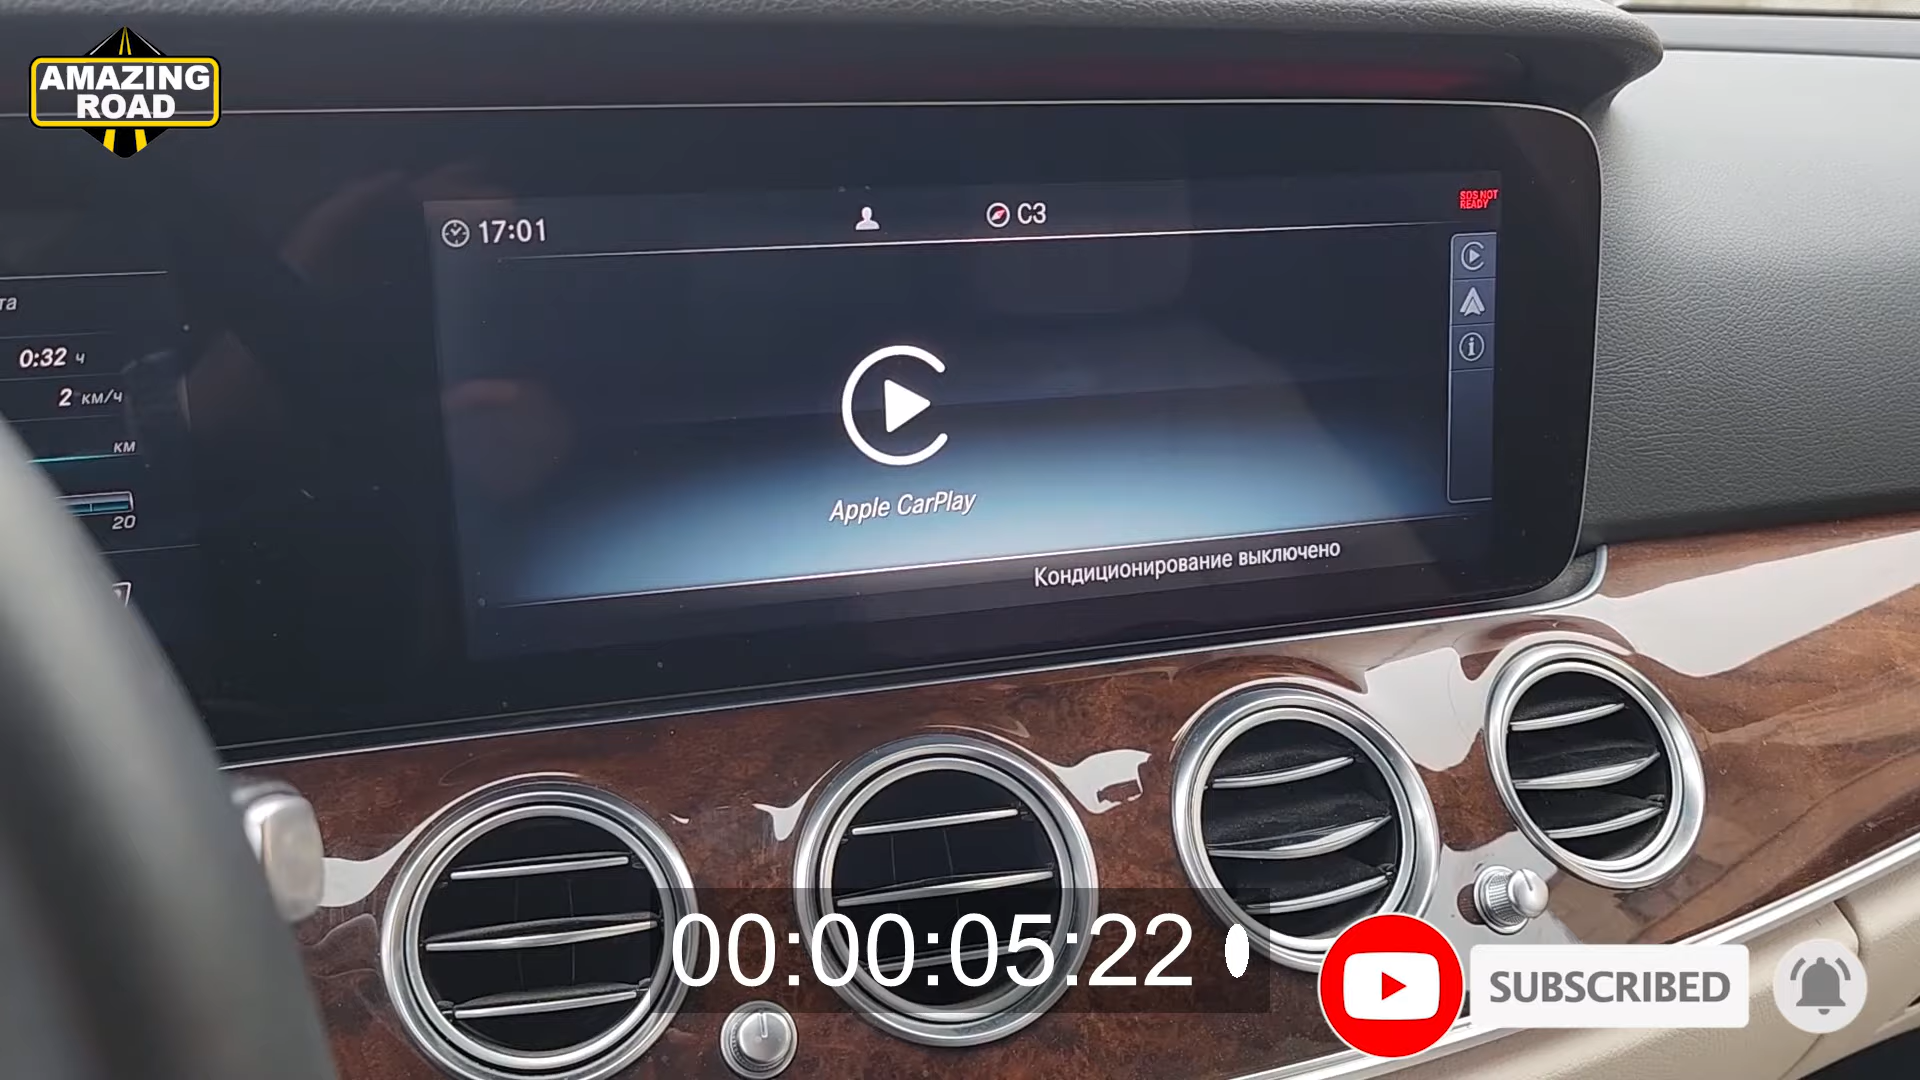 AMAZING
ROAD
17:01
C3
SOS NOT
READY
та
0:32 ч
2 км/ч
км
20
Apple CarPlay
Кондиционирование выключено
00:00:05:22
SUBSCRIBED